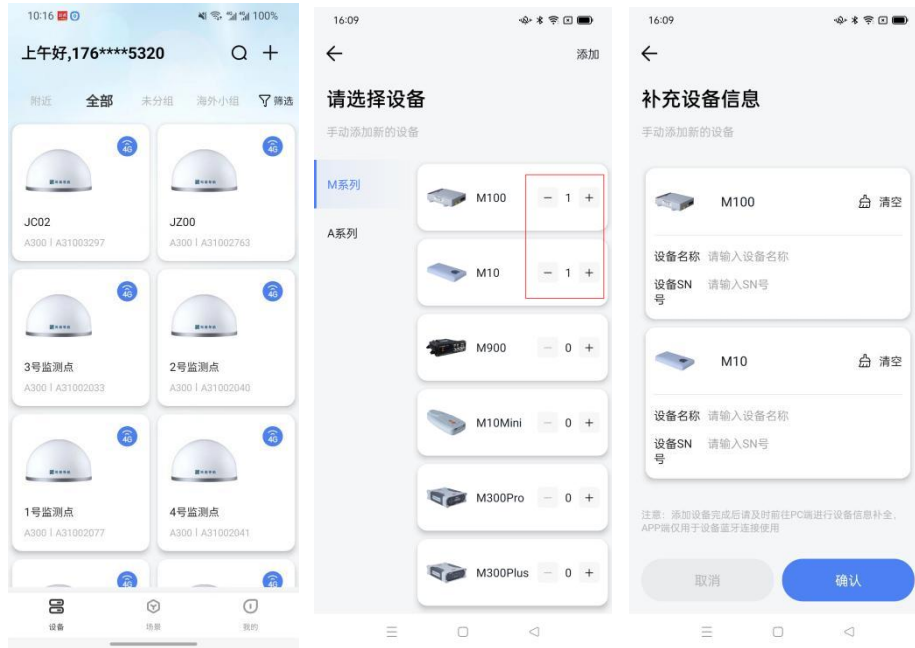 10:16 100%
上午好,176****5320
附近 全部 未分组 海外小组 筛选
4G 4G
JC02 JZ00
A300 | A31003297 A300 | A31002763
4G 4G
3号监测点 2号监测点
A300 | A31002033 A300 | A31002040
4G 4G
1号监测点 4号监测点
A300 | A31002077 A300 | A31002041
4G 4G
设备 场景 我的
16:09
添加
请选择设备
手动添加新的设备
M系列
A系列
M100 - 1 +
M10 - 1 +
M900 - 0 +
M10Mini - 0 +
M300Pro - 0 +
M300Plus - 0 +
16:09
补充设备信息
手动添加新的设备
M100 清空
设备名称 请输入设备名称
设备SN 请输入SN号
号
M10 清空
设备名称 请输入设备名称
设备SN 请输入SN号
号
注意：添加设备完成后请及时前往PC端进行设备信息补全，
APP端仅用于设备蓝牙连接使用
取消 确认